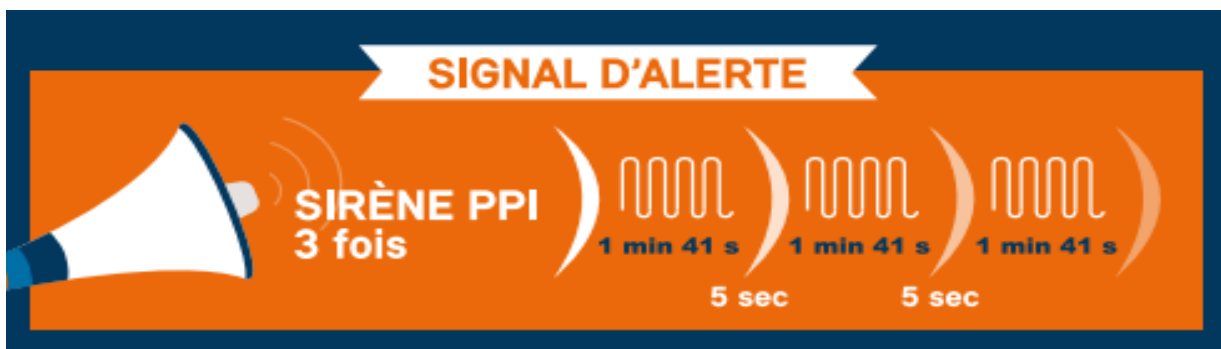 SIGNAL D'ALERTE
SIRÈNE PPI
3 fois
1 min 41 s 1 min 41 s 1 min 41 s
5 sec 5 sec